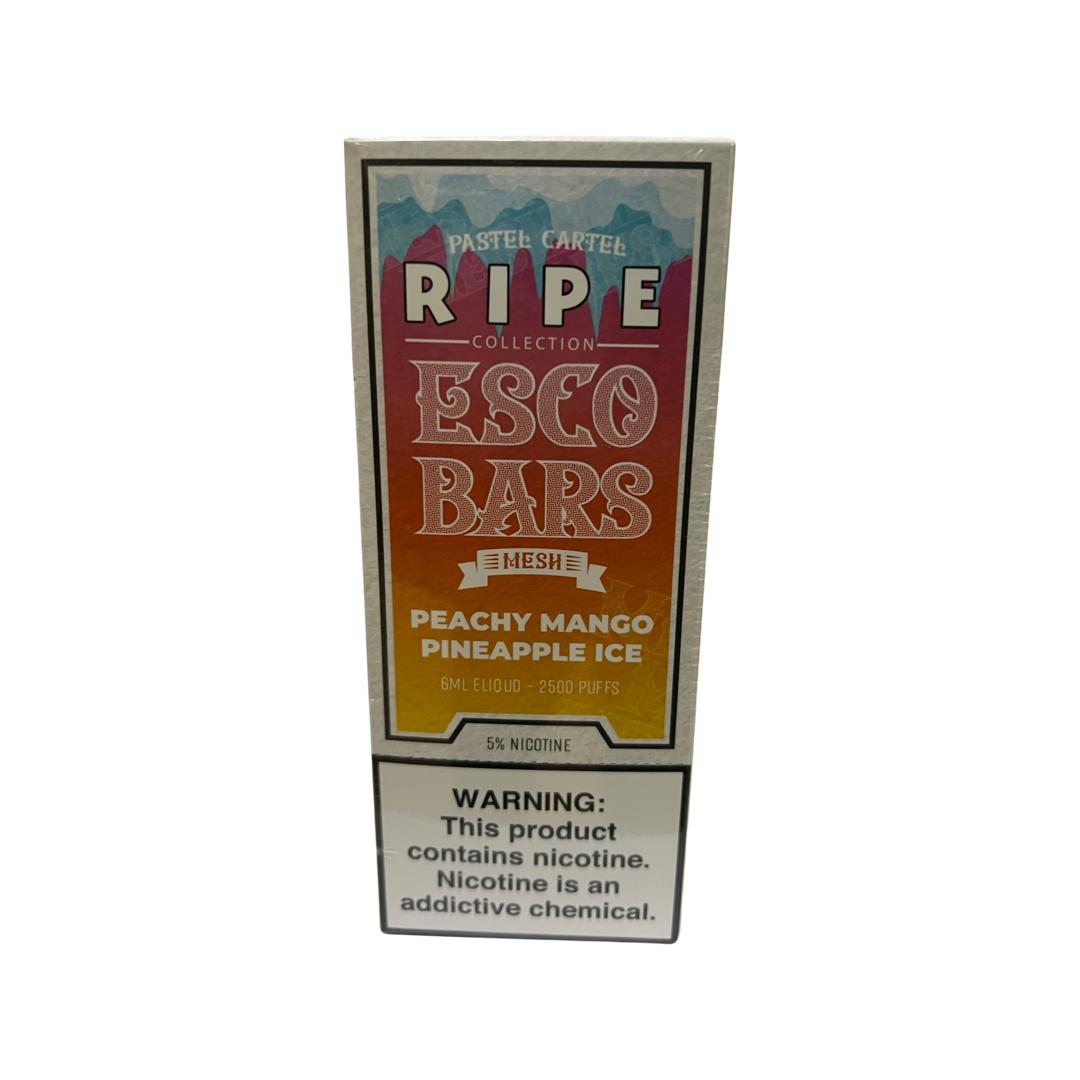 PASTEL CARTEL
RIPE
COLLECTION
ESCO
BARS
MESH
PEACHY MANGO
PINEAPPLE ICE
6ML ELIQUD - 2500 PUFFS
5% NICOTINE
WARNING:
This product
contains nicotine.
Nicotine is an
addictive chemical.